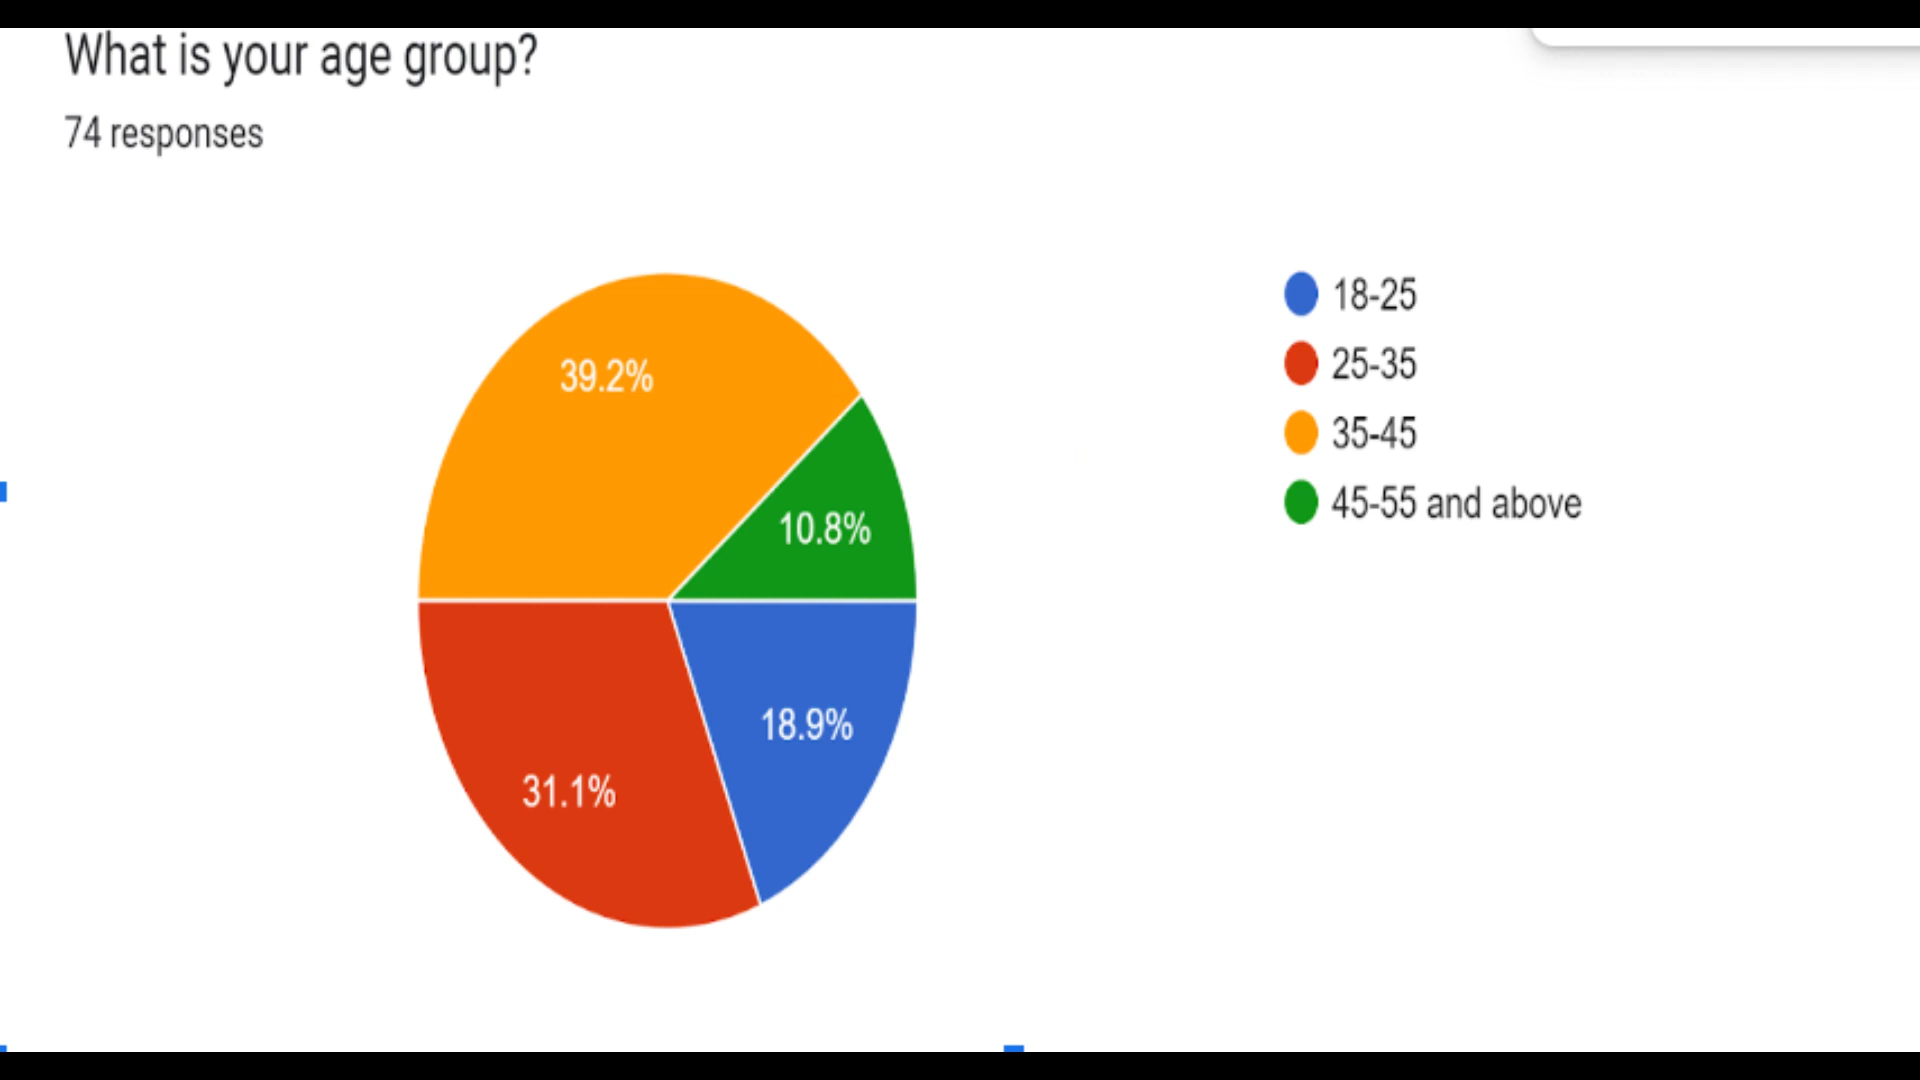 What is your age group?
74 responses
39.2%
10.8%
18.9%
31.1%
18-25
25-35
35-45
45-55 and above